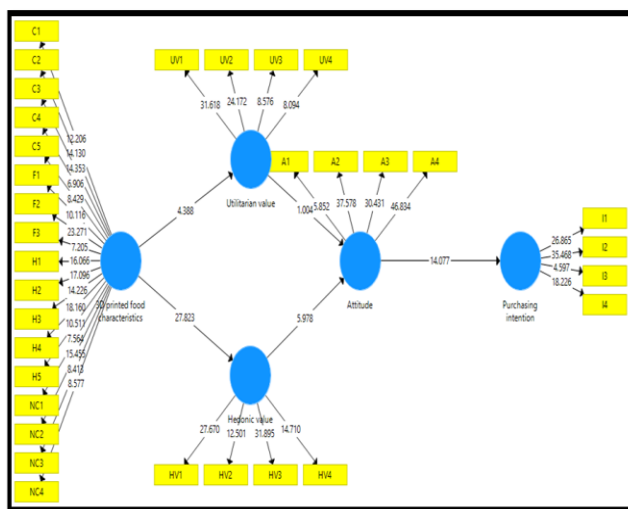 C1
C2
C3
C4
C5
F1
F2
F3
H1
H2
H3
H4
H5
NC1
NC2
NC3
NC4
12.206
14.130
14.353
6.906
8.429
10.116
23.271
7.205
16.066
17.096
14.226
18.160
10.511
7.564
15.455
8.413
8.577
3D printed food
characteristics
4.388
27.823
UV1
UV2
UV3
UV4
31.618
24.172
8.576
8.094
Utilitarian value
1.004
A1
A2
A3
A4
5.852
37.578
30.431
46.834
Attitude
5.978
Hedonic value
27.670
12.501
31.895
14.710
HV1
HV2
HV3
HV4
14.077
Purchasing
intention
26.865
35.468
4.597
18.226
I1
I2
I3
I4